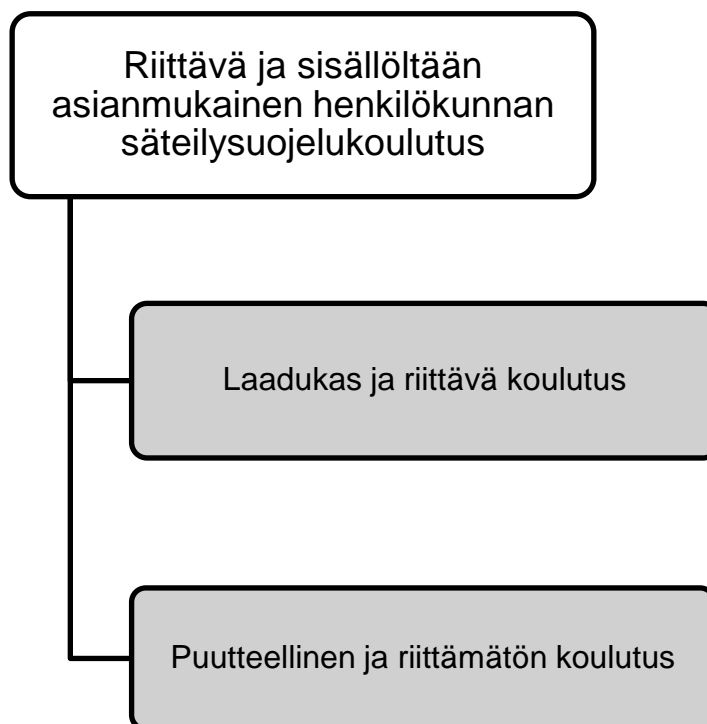 Riittävä ja sisällöltään
asianmukainen henkilökunnan
säteilysuojelukoulutus
Laadukas ja riittävä koulutus
Puutteellinen ja riittämätön koulutus